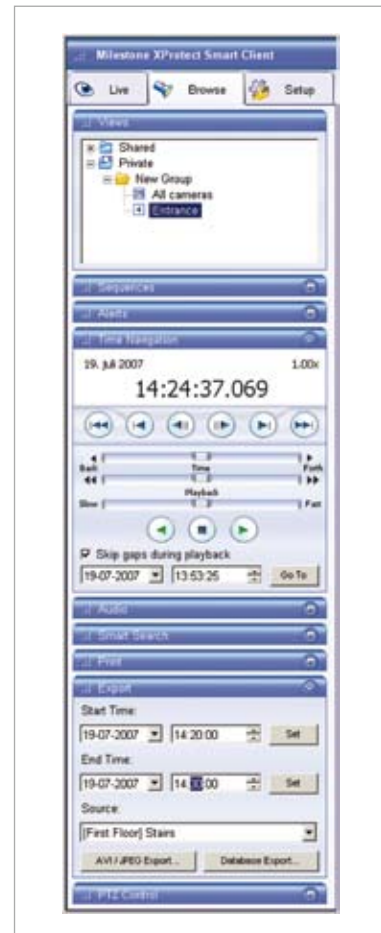 Milestone XProtect Smart Client
Live Browse Setup
Views
Shared
Private
New Group
All cameras
Entrance
Sequences
Alerts
Time Navigation
19. juli 2007 1.00x
14:24:37.069
Back Time Forth
Playback
Slow Fast
Skip gaps during playback
19-07-2007 13:53:25 Go To
Audio
Smart Search
Print
Export
Start Time:
19-07-2007 14:20:00 Set
End Time:
19-07-2007 14: :00 Set
Source:
[First Floor] Stairs
AVI / JPEG Export... Database Export...
PTZ Control